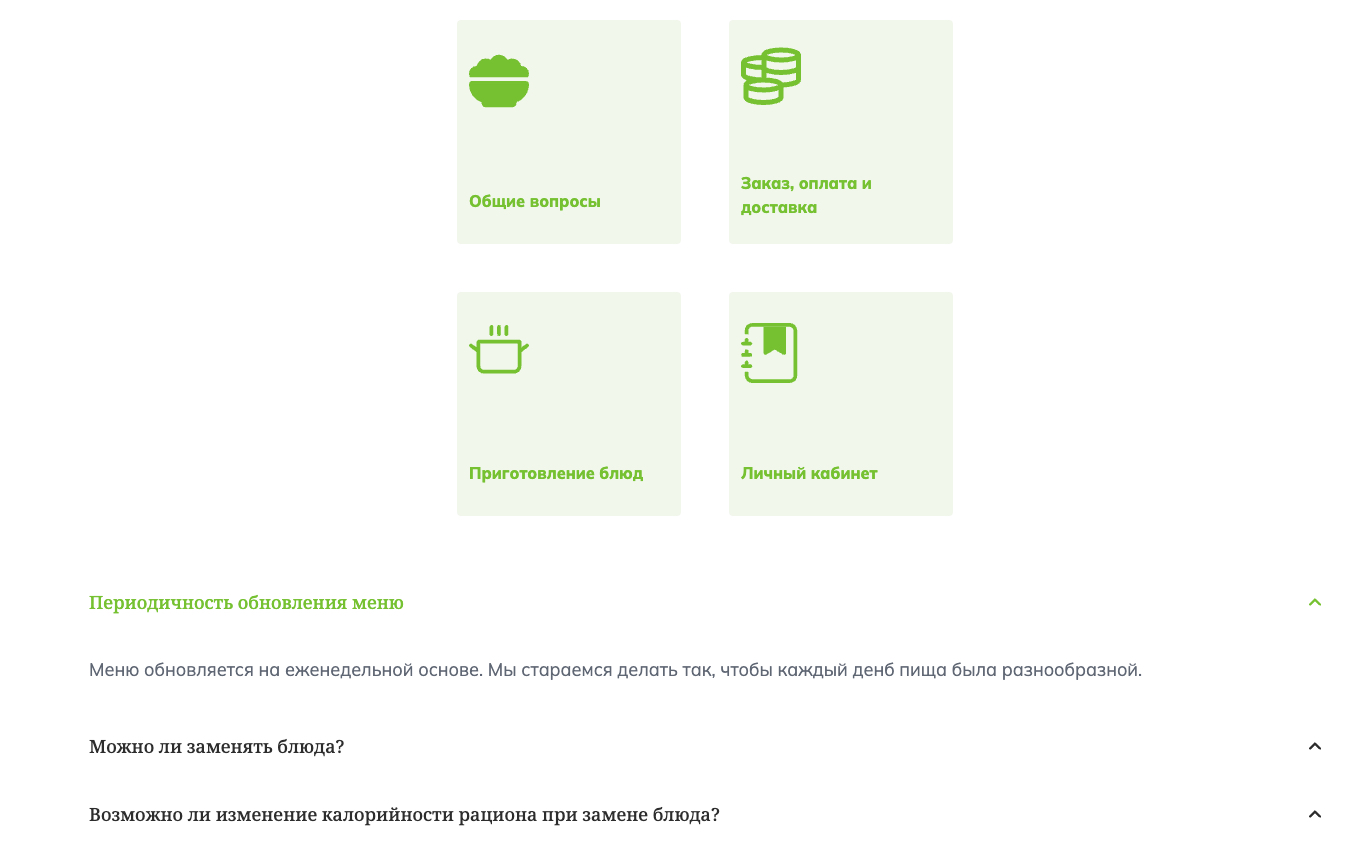 Общие вопросы
Заказ, оплата и
доставка
Приготовление блюд
Личный кабинет
Периодичность обновления меню
Меню обновляется на еженедельной основе. Мы стараемся делать так, чтобы каждый денб пища была разнообразной.
Можно ли заменять блюда?
Возможно ли изменение калорийности рациона при замене блюда?